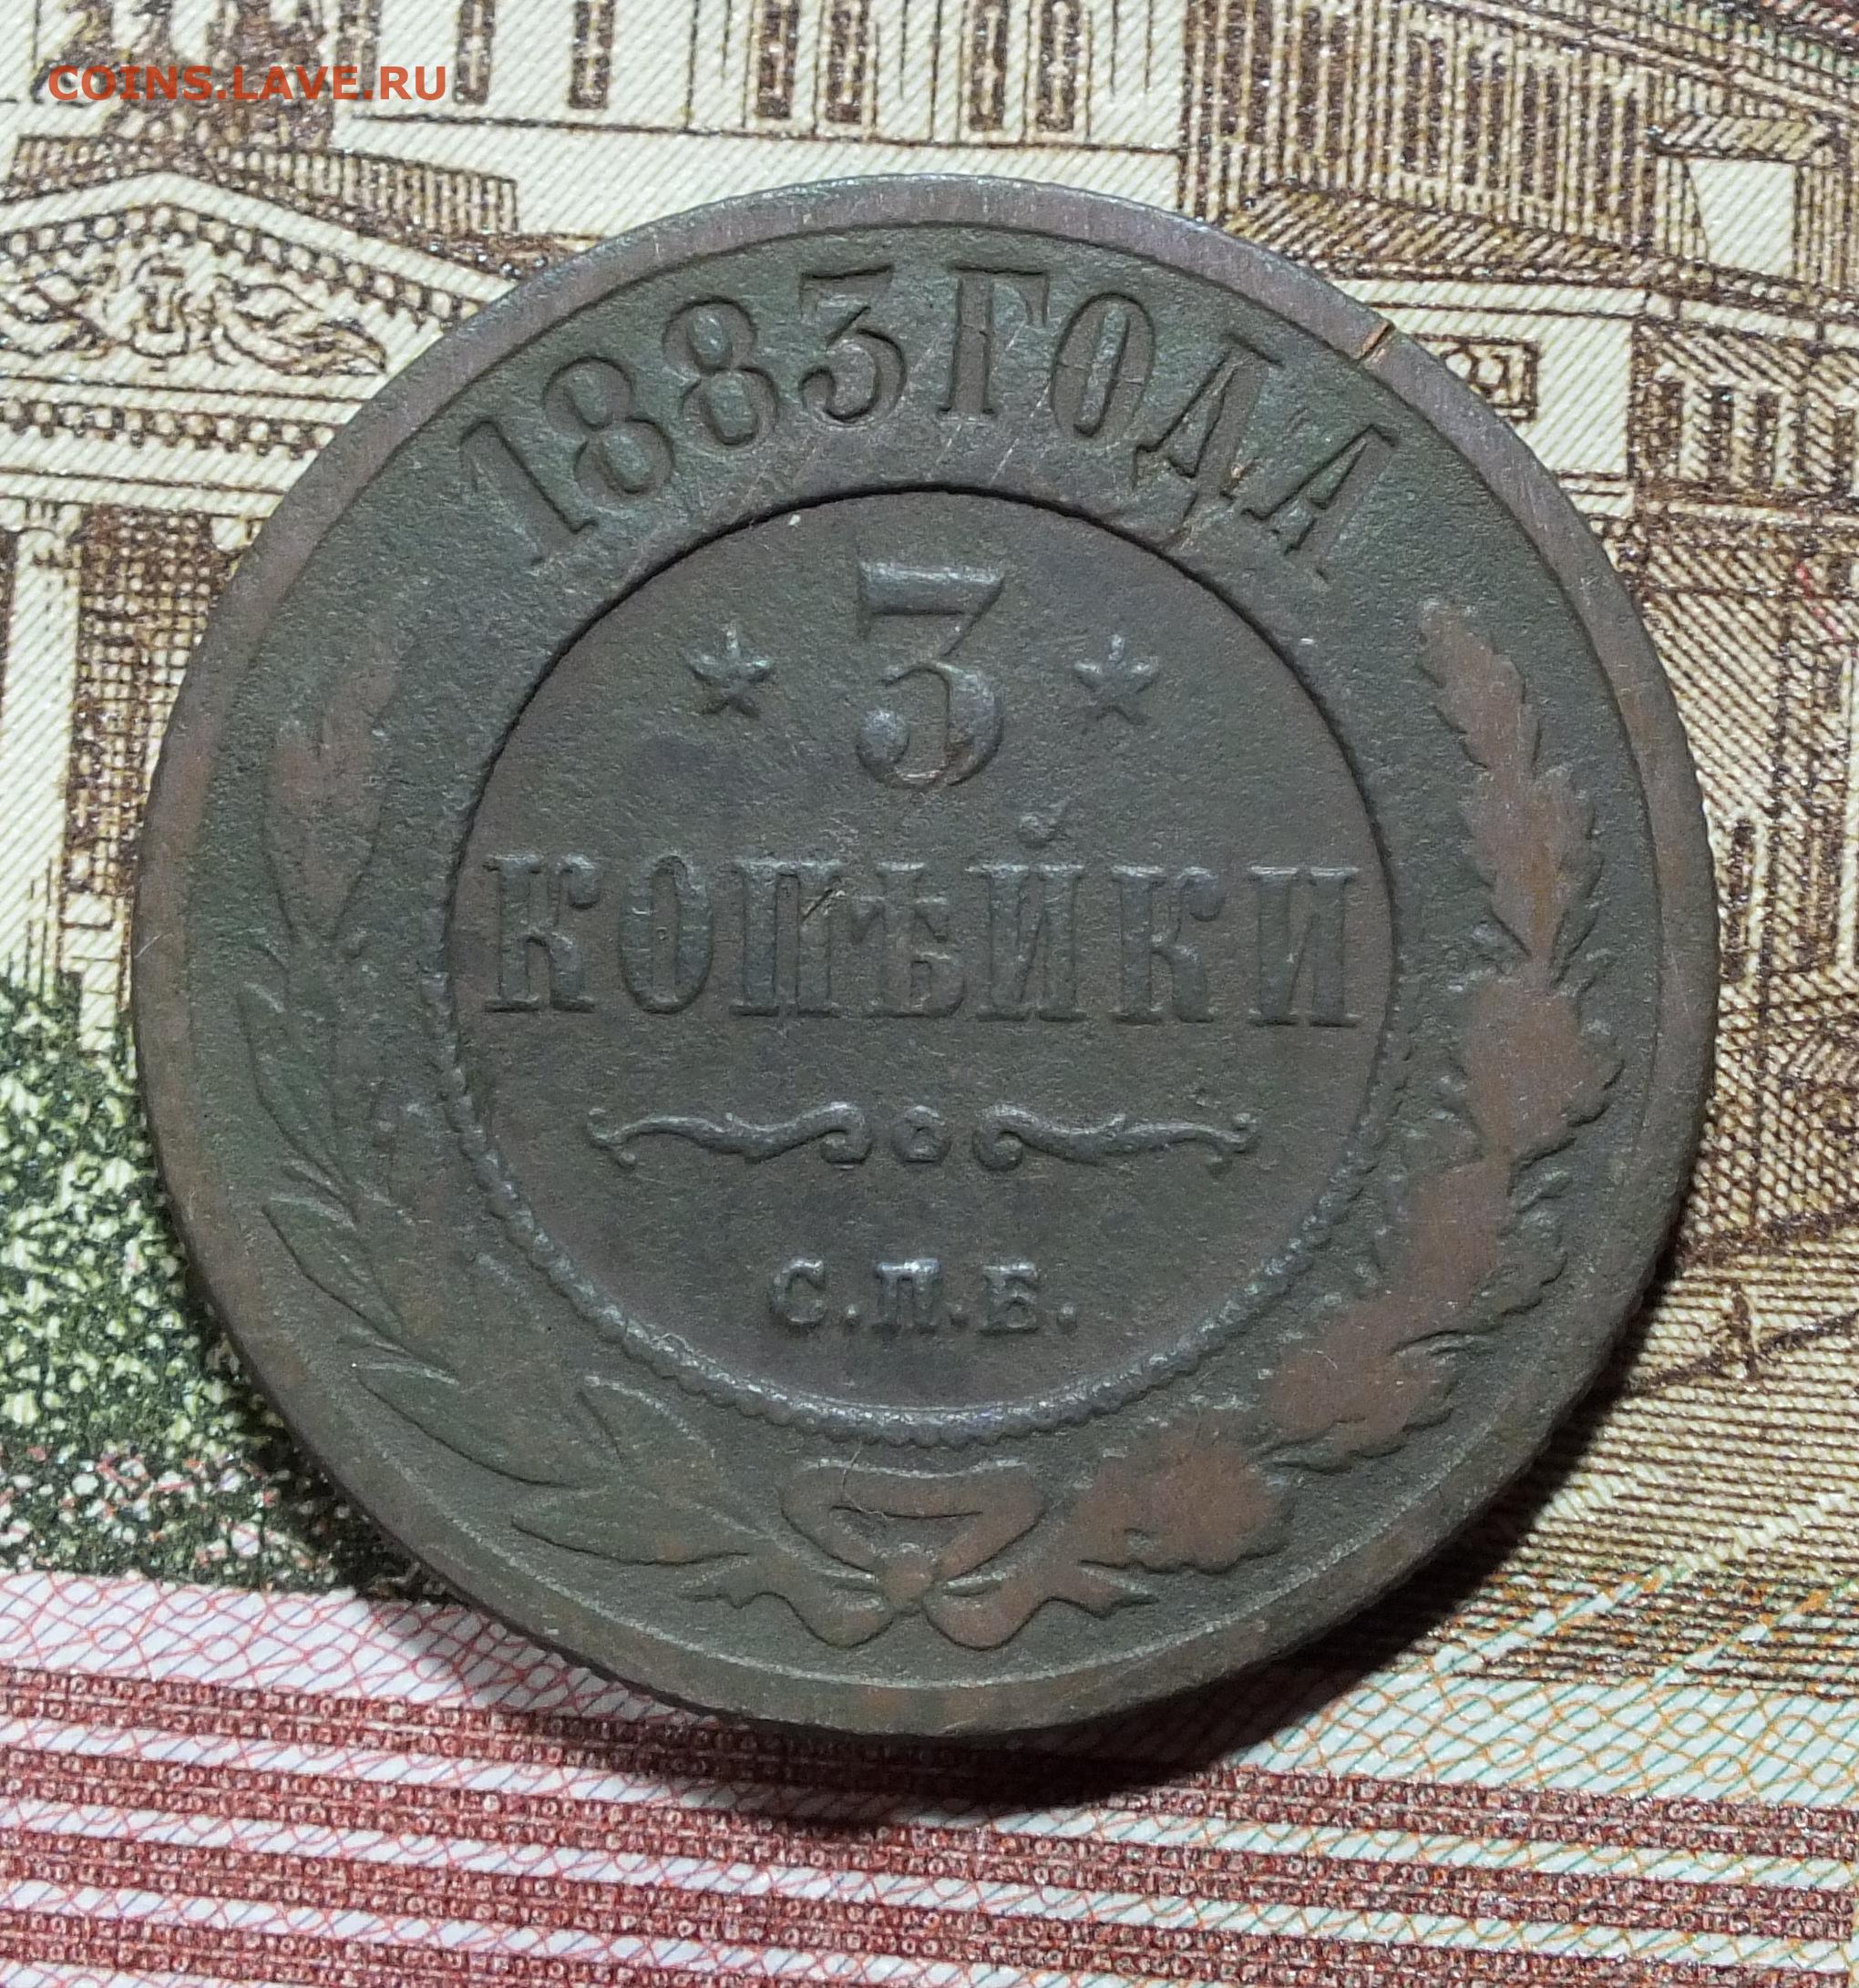 COINS.LAVE.RU
1883 ГОДА
3
КОПѢЙКИ
С.П.Б.